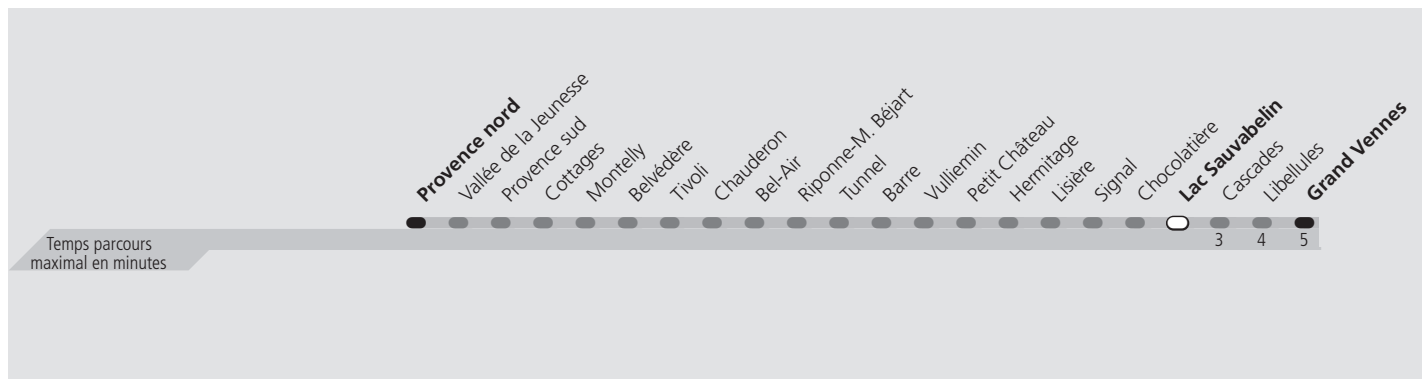 Provence nord
Vallée de la Jeunesse
Provence sud
Cottages
Montelly
Belvédère
Tivoli
Chauderon
Bel-Air
Riponne-M. Béjart
Tunnel
Barre
Vulliemin
Petit Château
Hermitage
Lisière
Signal
Chocolatière
Lac Sauvabelin
Cascades
Libellules
Grand Vennes
Temps parcours
maximal en minutes
3 4 5